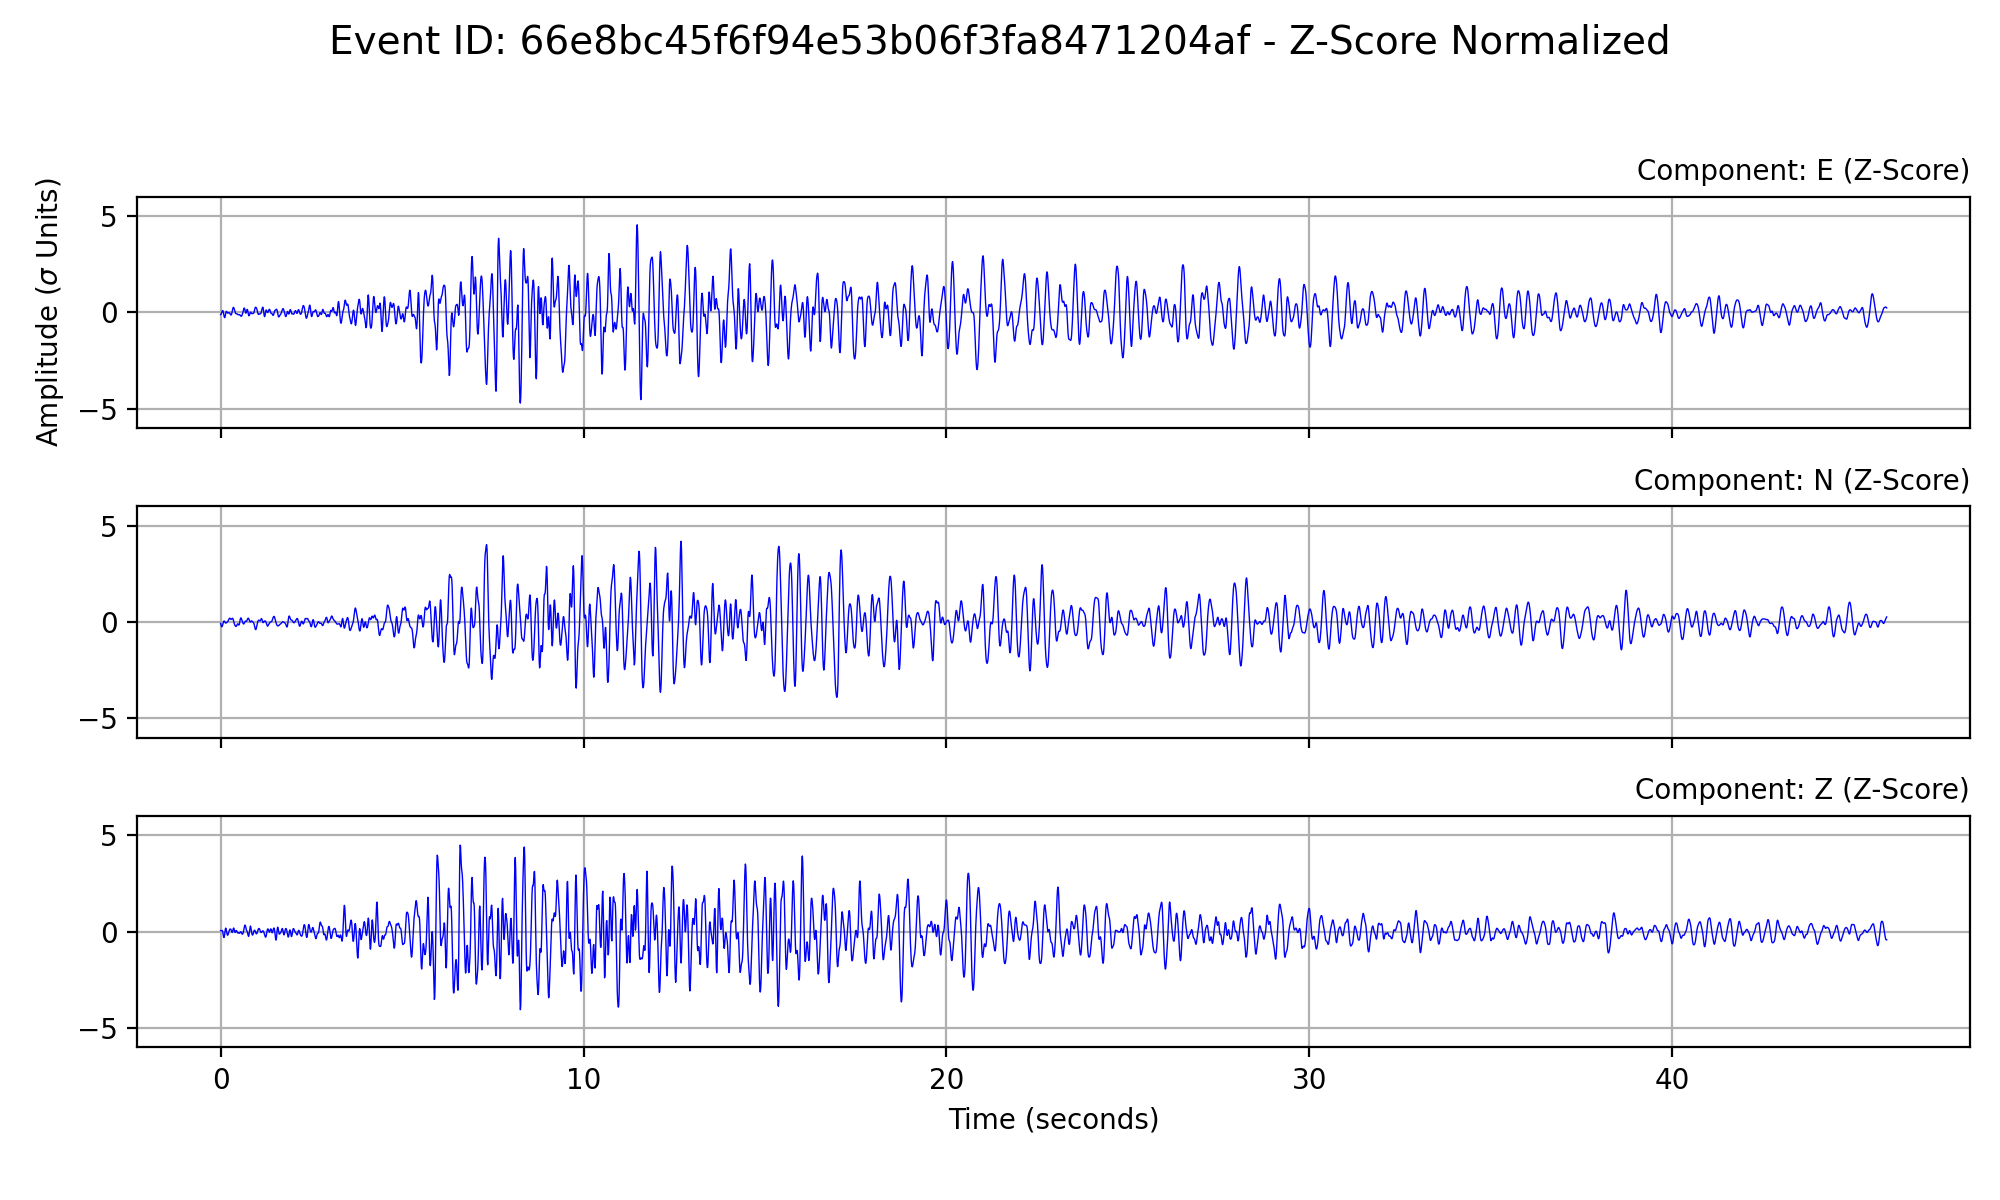 Event ID: 66e8bc45f6f94e53b06f3fa8471204af - Z-Score Normalized
Component: E (Z-Score)
Amplitude (σ Units)
5
0
−5
Component: N (Z-Score)
5
0
−5
Component: Z (Z-Score)
5
0
−5
0 10 20 30 40
Time (seconds)